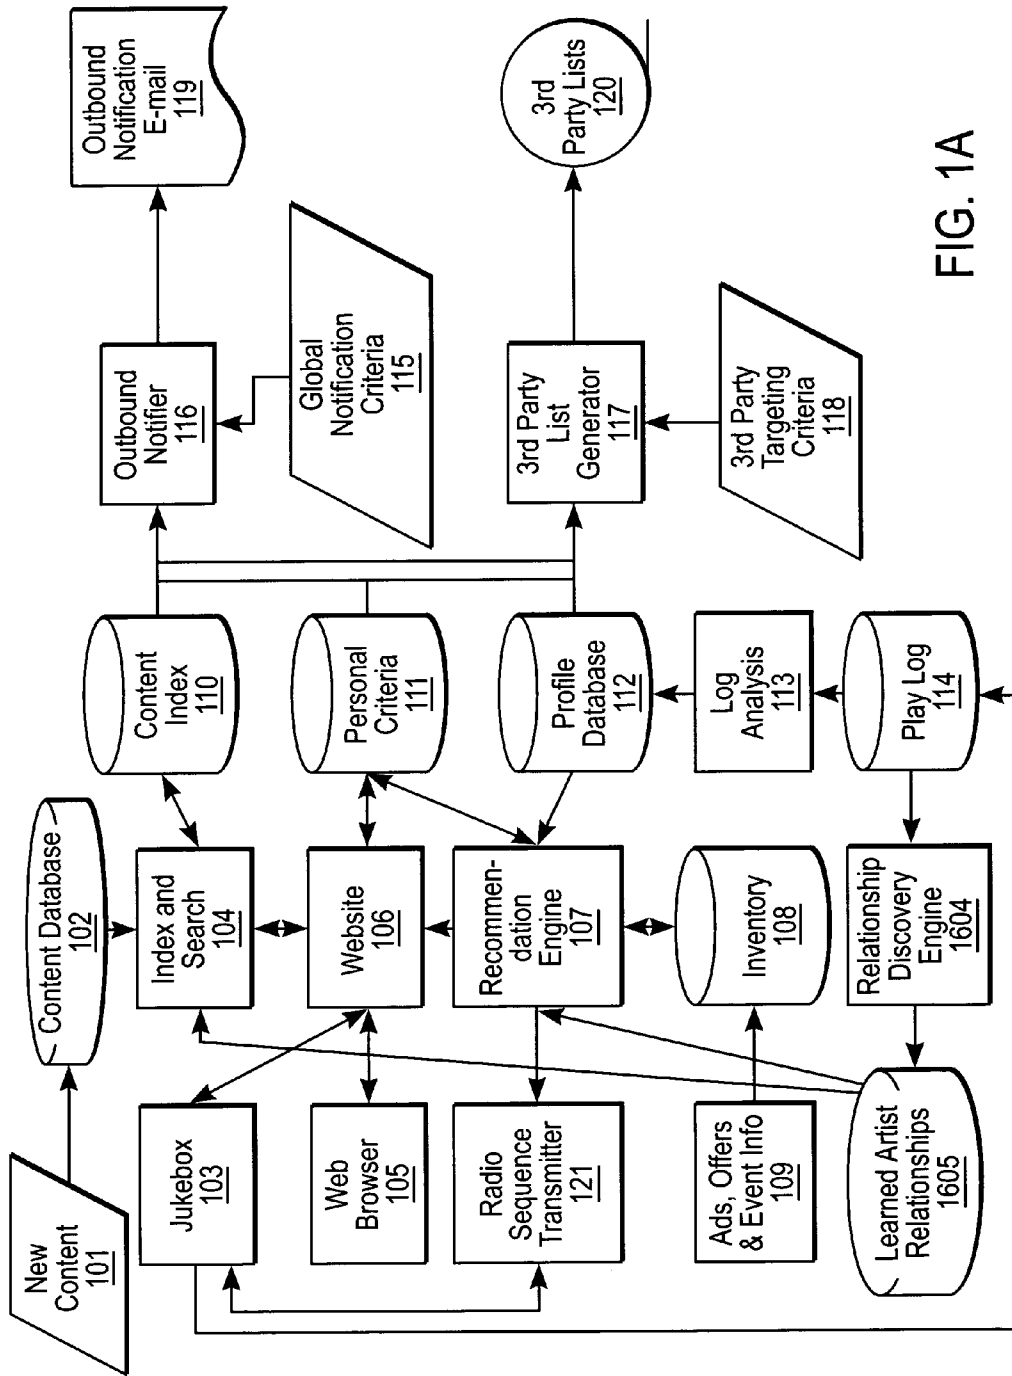 New
Content
101
Content Database
102
Jukebox
103
Index and
Search
104
Content
Index
110
Outbound
Notifier
116
Outbound
Notification
E-mail
119
Web
Browser
105
Website
106
Personal
Criteria
111
Global
Notification
Criteria
115
Radio
Sequence
Transmitter
121
Recommen-
dation
Engine
107
Profile
Database
112
3rd Party
List
Generator
117
3rd
Party Lists
120
Ads, Offers
& Event Info
109
Inventory
108
Log
Analysis
113
3rd Party
Targeting
Criteria
118
Learned Artist
Relationships
1605
Relationship
Discovery
Engine
1604
Play Log
114
FIG. 1A